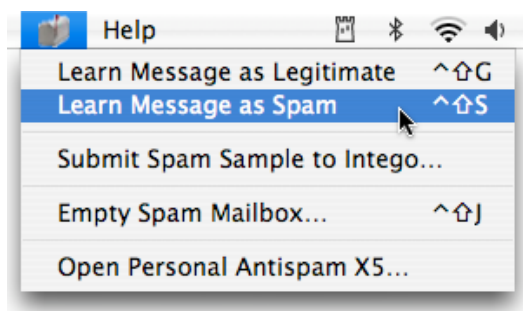 Help
Learn Message as Legitimate ^⇧G
Learn Message as Spam ^⇧S
Submit Spam Sample to Intego...
Empty Spam Mailbox... ^⇧J
Open Personal Antispam X5...